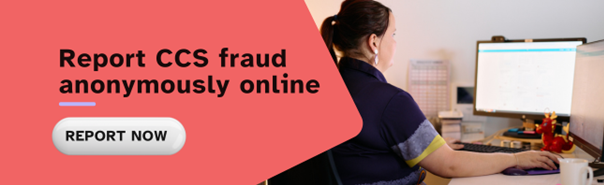 Report CCS fraud
anonymously online
REPORT NOW